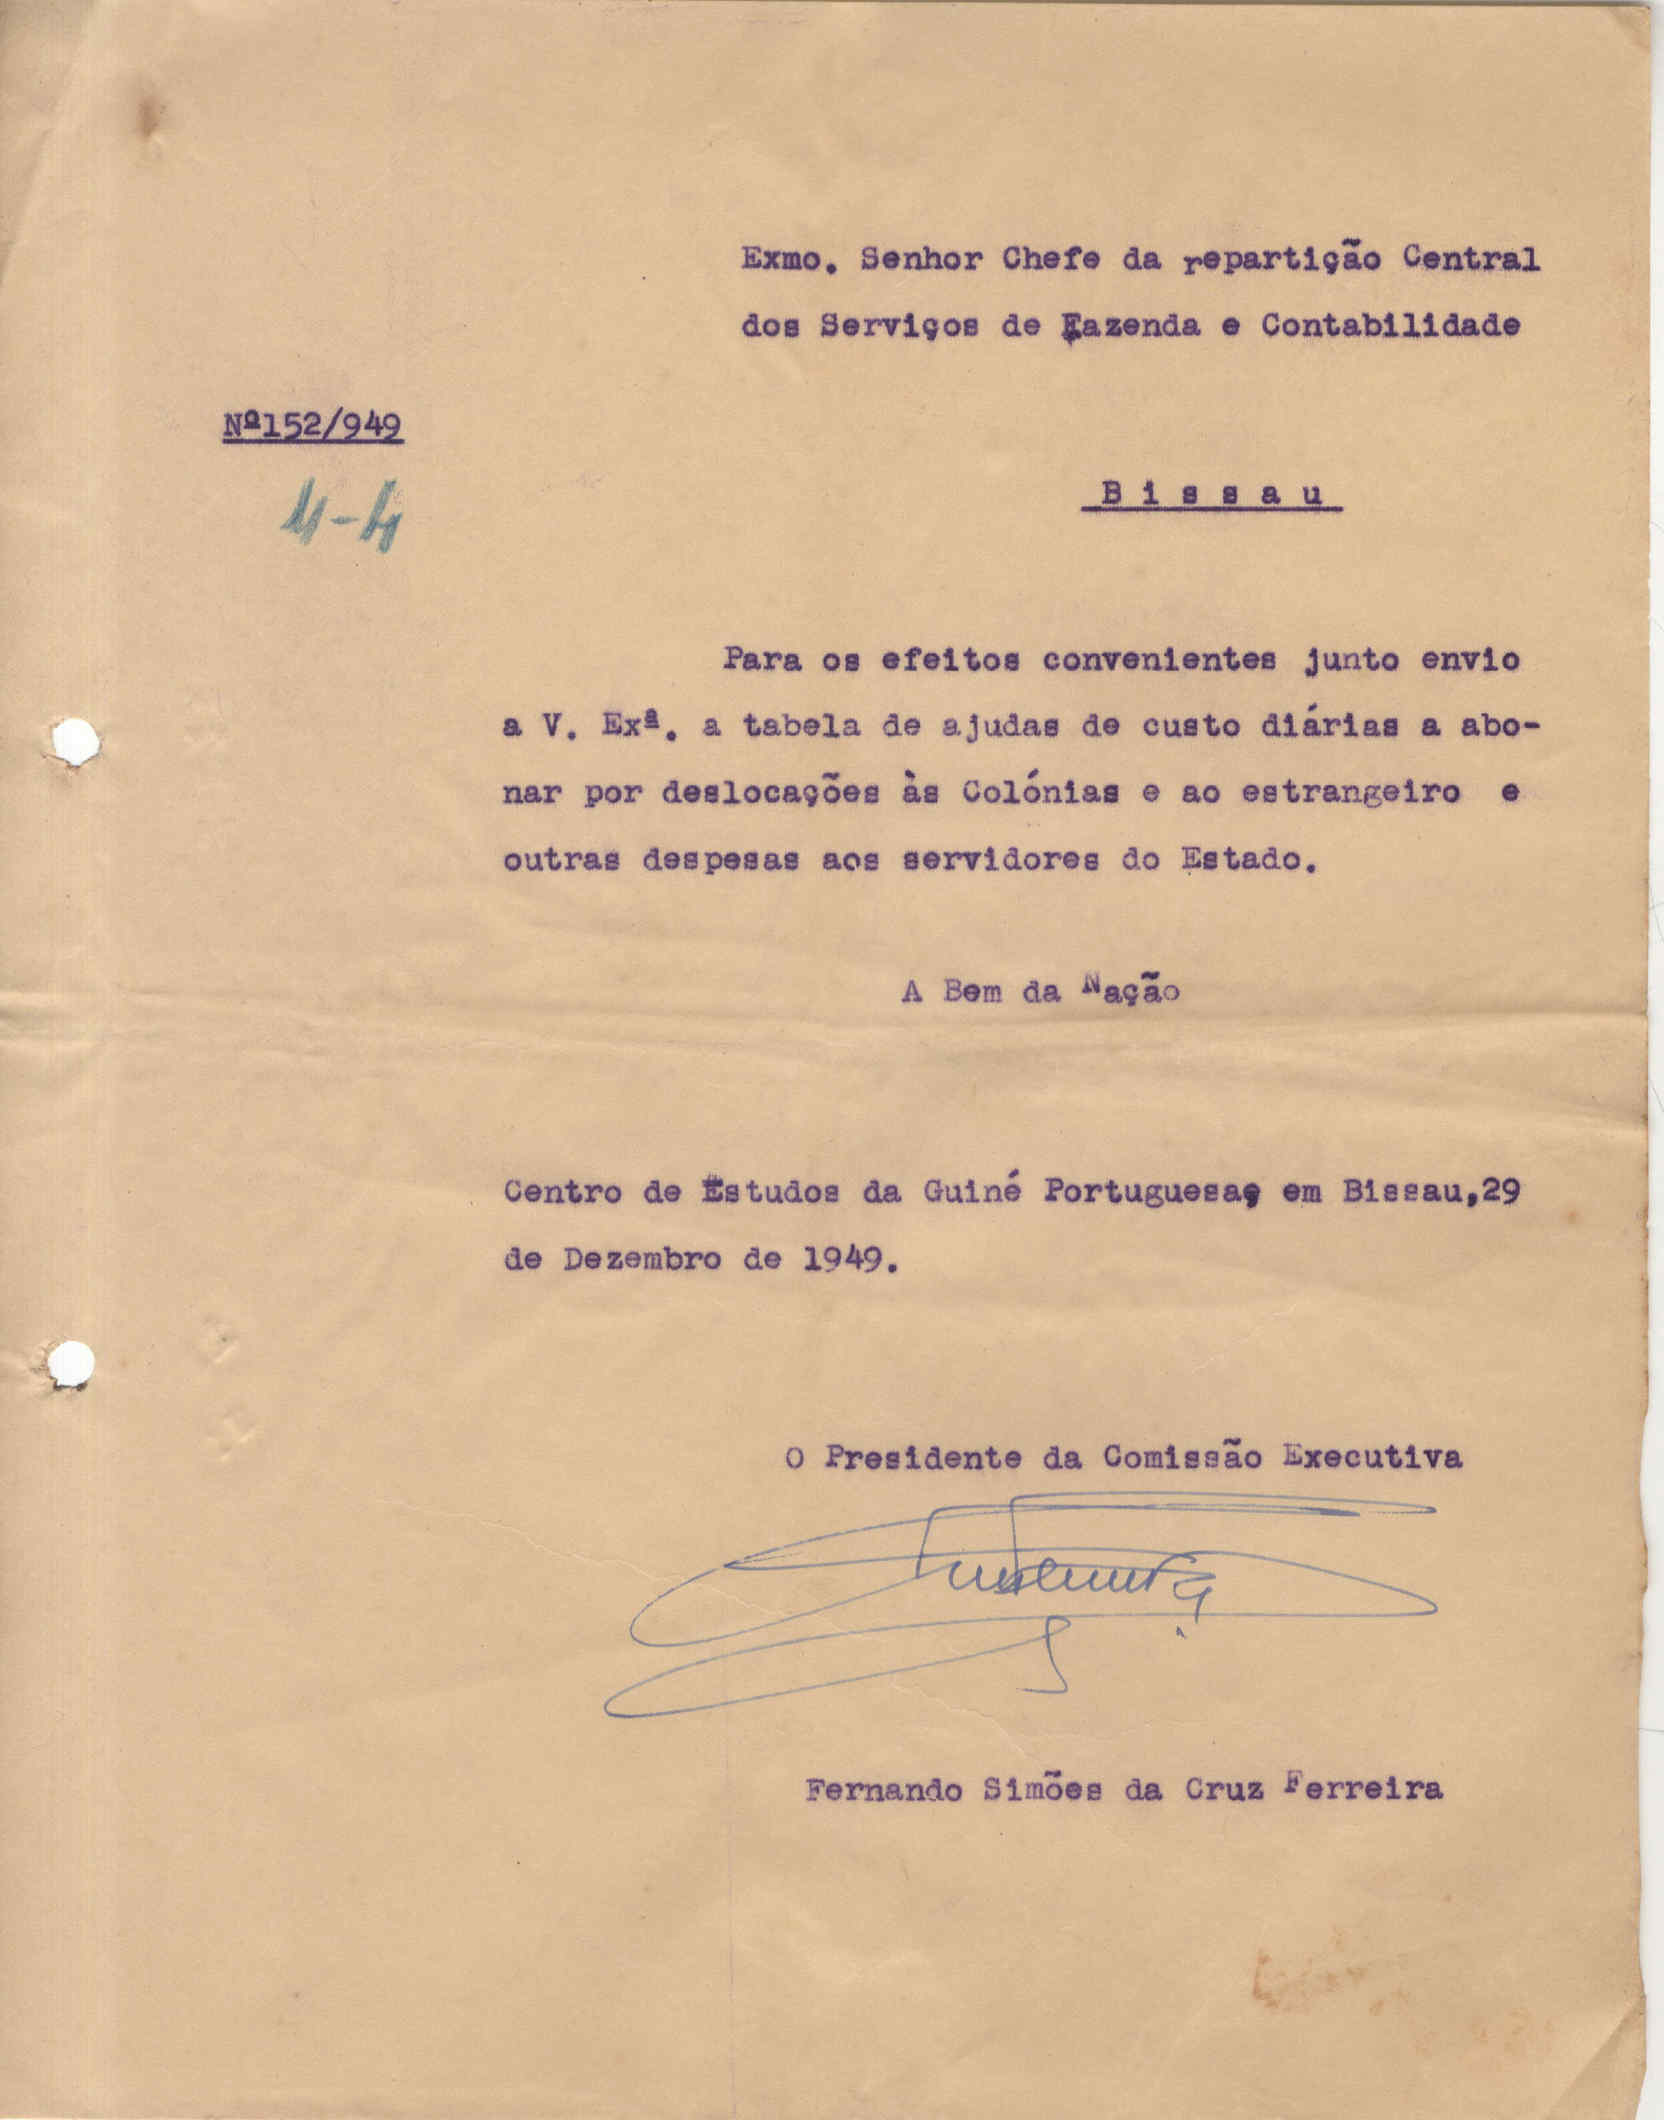 Exmo. Senhor Chefe da repartição Central
dos Serviços de Fazenda e Contabilidade
Nº152/949
4-4
Bissau
Para os efeitos convenientes junto envio
a V. Exª. a tabela de ajudas de custo diárias a abo-
nar por deslocações às Colónias e ao estrangeiro e
outras despesas aos servidores do Estado.
A Bem da Nação
Centro de Estudos da Guiné Portuguesa, em Bissau,29
de Dezembro de 1949.
O Presidente da Comissão Executiva
Fernando Simões da Cruz Ferreira